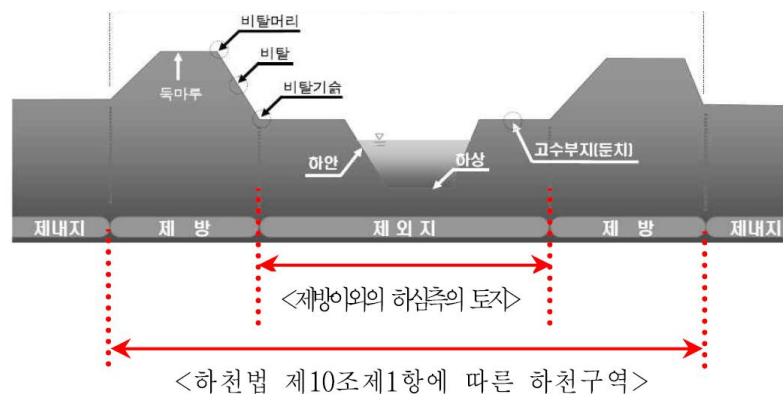 비탈머리
비탈
둑마루
비탈기슭
하안
하상
고수부지(둔치)
제내지
제 방
제외지
제 방
제내지
<제방이외의 하심측의 토지>
<하천법 제10조제1항에 따른 하천구역>